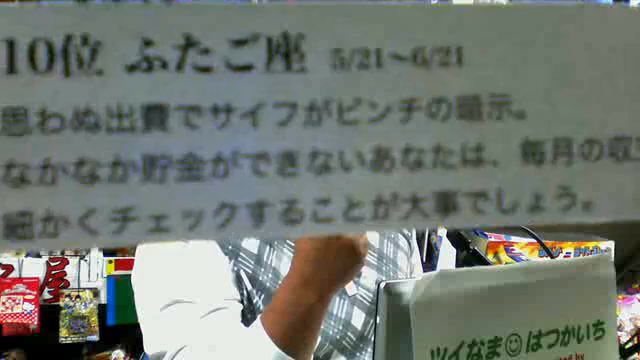 10位 ふたご座 5/21～6/21
思わぬ出費でサイフがピンチの暗示。
なかなか貯金ができないあなたは、毎月の収
細かくチェックすることが大事でしょう。
屋
ツイなま☺はつかいち